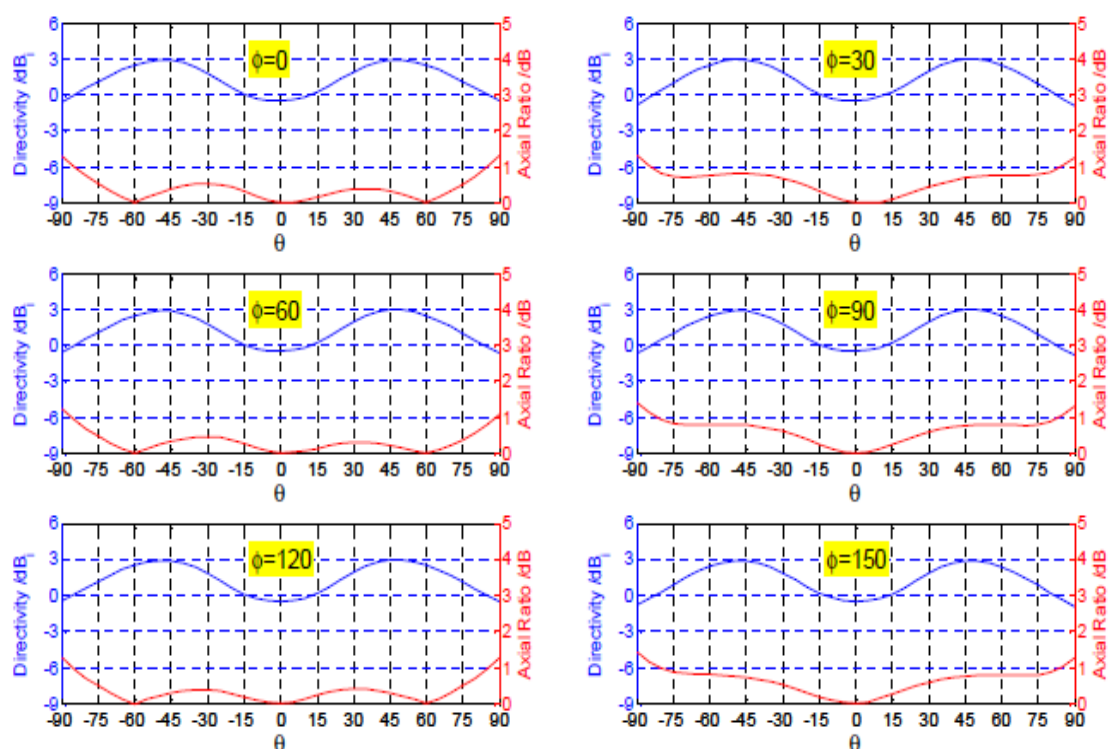 6 3 0 -3 -6 -9
Directivity /dBi
ϕ=0
5 4 3 2 1 0
Axial Ratio /dB
-90 -75 -60 -45 -30 -15 0 15 30 45 60 75 90
θ
6 3 0 -3 -6 -9
Directivity /dBi
ϕ=30
5 4 3 2 1 0
Axial Ratio /dB
-90 -75 -60 -45 -30 -15 0 15 30 45 60 75 90
θ
6 3 0 -3 -6 -9
Directivity /dBi
ϕ=60
5 4 3 2 1 0
Axial Ratio /dB
-90 -75 -60 -45 -30 -15 0 15 30 45 60 75 90
θ
6 3 0 -3 -6 -9
Directivity /dBi
ϕ=90
5 4 3 2 1 0
Axial Ratio /dB
-90 -75 -60 -45 -30 -15 0 15 30 45 60 75 90
θ
6 3 0 -3 -6 -9
Directivity /dBi
ϕ=120
5 4 3 2 1 0
Axial Ratio /dB
-90 -75 -60 -45 -30 -15 0 15 30 45 60 75 90
θ
6 3 0 -3 -6 -9
Directivity /dBi
ϕ=150
5 4 3 2 1 0
Axial Ratio /dB
-90 -75 -60 -45 -30 -15 0 15 30 45 60 75 90
θ